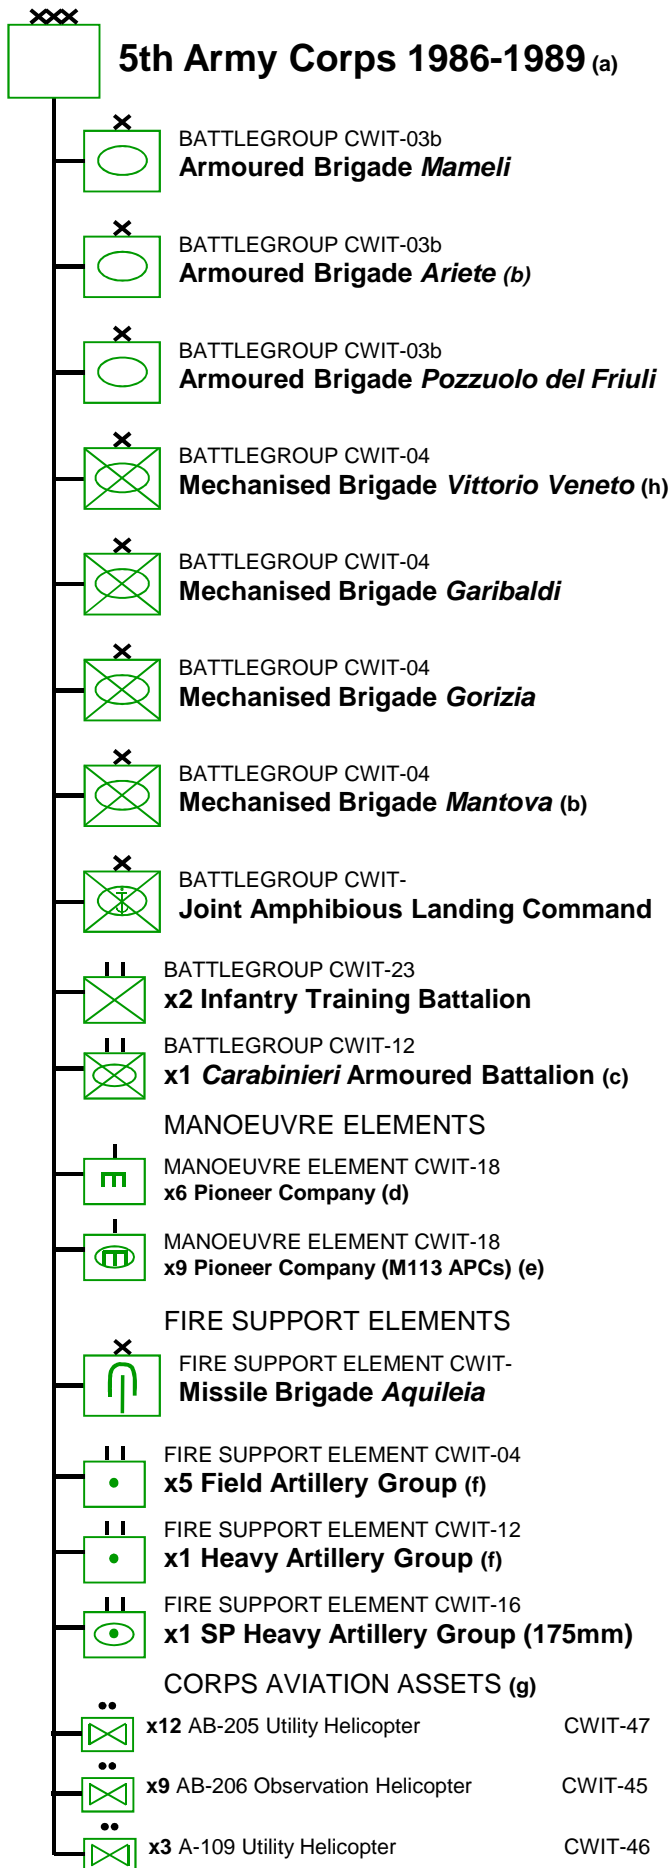 5th Army Corps 1986-1989 (a)
BATTLEGROUP CWIT-03b
Armoured Brigade Mameli
BATTLEGROUP CWIT-03b
Armoured Brigade Ariete (b)
BATTLEGROUP CWIT-03b
Armoured Brigade Pozzuolo del Friuli
BATTLEGROUP CWIT-04
Mechanised Brigade Vittorio Veneto (h)
BATTLEGROUP CWIT-04
Mechanised Brigade Garibaldi
BATTLEGROUP CWIT-04
Mechanised Brigade Gorizia
BATTLEGROUP CWIT-04
Mechanised Brigade Mantova (b)
BATTLEGROUP CWIT-
Joint Amphibious Landing Command
BATTLEGROUP CWIT-23
x2 Infantry Training Battalion
BATTLEGROUP CWIT-12
x1 Carabinieri Armoured Battalion (c)
MANOEUVRE ELEMENTS
MANOEUVRE ELEMENT CWIT-18
x6 Pioneer Company (d)
MANOEUVRE ELEMENT CWIT-18
x9 Pioneer Company (M113 APCs) (e)
FIRE SUPPORT ELEMENTS
FIRE SUPPORT ELEMENT CWIT-
Missile Brigade Aquileia
FIRE SUPPORT ELEMENT CWIT-04
x5 Field Artillery Group (f)
FIRE SUPPORT ELEMENT CWIT-12
x1 Heavy Artillery Group (f)
FIRE SUPPORT ELEMENT CWIT-16
x1 SP Heavy Artillery Group (175mm)
CORPS AVIATION ASSETS (g)
x12 AB-205 Utility Helicopter CWIT-47
x9 AB-206 Observation Helicopter CWIT-45
x3 A-109 Utility Helicopter CWIT-46